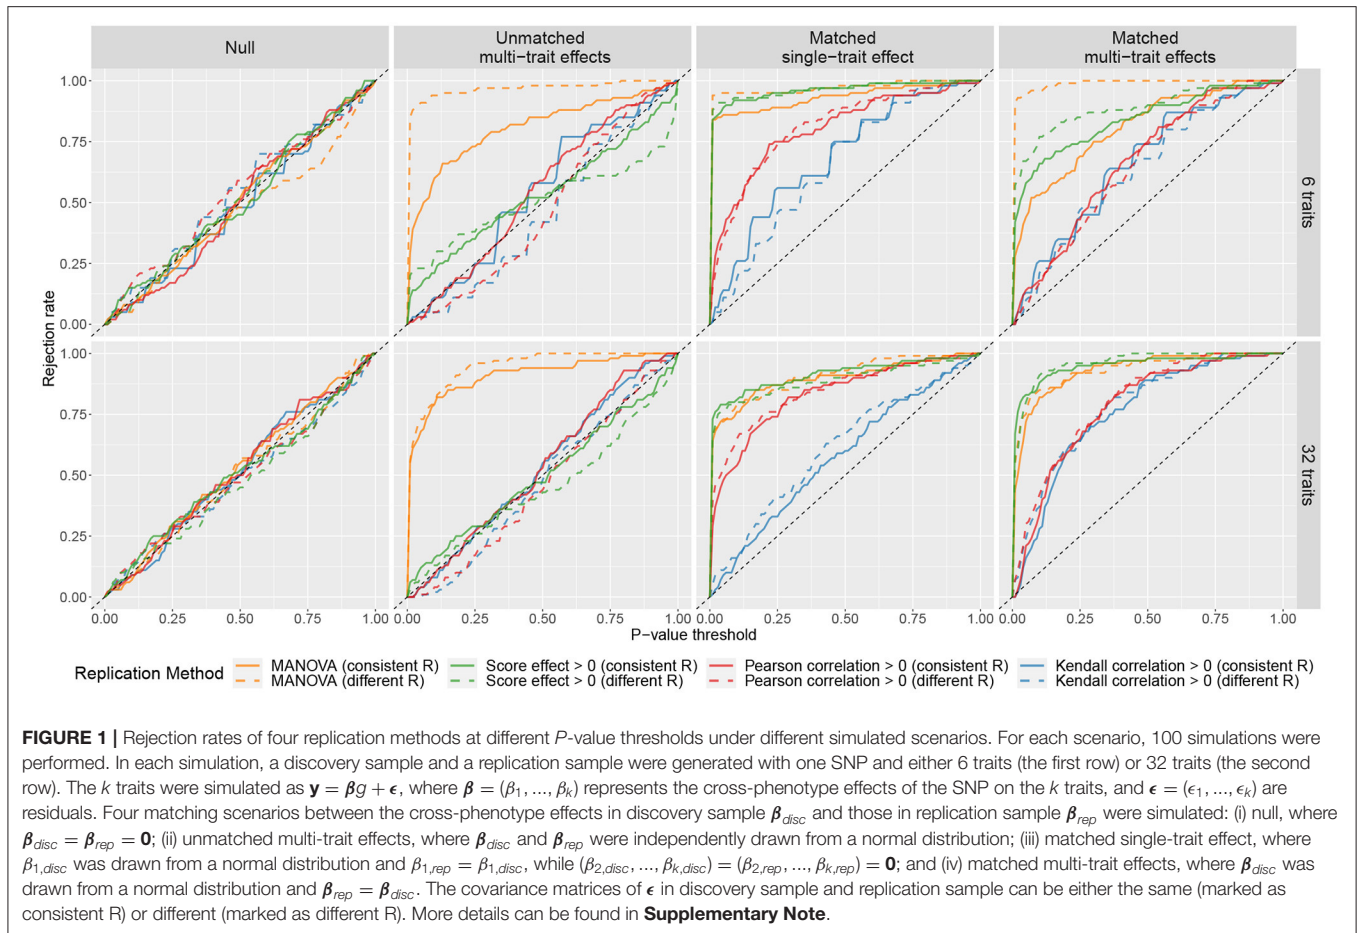 Null
Unmatched
multi−trait effects
Matched
single−trait effect
Matched
multi−trait effects
1.00
0.75
0.50
0.25
0.00
6 traits
Rejection rate
1.00
0.75
0.50
0.25
0.00
32 traits
0.00 0.25 0.50 0.75 1.00 0.00 0.25 0.50 0.75 1.00 0.00 0.25 0.50 0.75 1.00 0.00 0.25 0.50 0.75 1.00
P−value threshold
Replication Method
MANOVA (consistent R) Score effect > 0 (consistent R) Pearson correlation > 0 (consistent R) Kendall correlation > 0 (consistent R)
MANOVA (different R) Score effect > 0 (different R) Pearson correlation > 0 (different R) Kendall correlation > 0 (different R)
FIGURE 1 | Rejection rates of four replication methods at different P-value thresholds under different simulated scenarios. For each scenario, 100 simulations were
performed. In each simulation, a discovery sample and a replication sample were generated with one SNP and either 6 traits (the first row) or 32 traits (the second
row). The k traits were simulated as y = βg + ϵ, where β = (β1, ..., βk) represents the cross-phenotype effects of the SNP on the k traits, and ϵ = (ϵ1, ..., ϵk) are
residuals. Four matching scenarios between the cross-phenotype effects in discovery sample βdisc and those in replication sample βrep were simulated: (i) null, where
βdisc = βrep = 0; (ii) unmatched multi-trait effects, where βdisc and βrep were independently drawn from a normal distribution; (iii) matched single-trait effect, where
β1,disc was drawn from a normal distribution and β1,rep = β1,disc, while (β2,disc, ..., βk,disc) = (β2,rep, ..., βk,rep) = 0; and (iv) matched multi-trait effects, where βdisc was
drawn from a normal distribution and βrep = βdisc. The covariance matrices of ϵ in discovery sample and replication sample can be either the same (marked as
consistent R) or different (marked as different R). More details can be found in Supplementary Note.